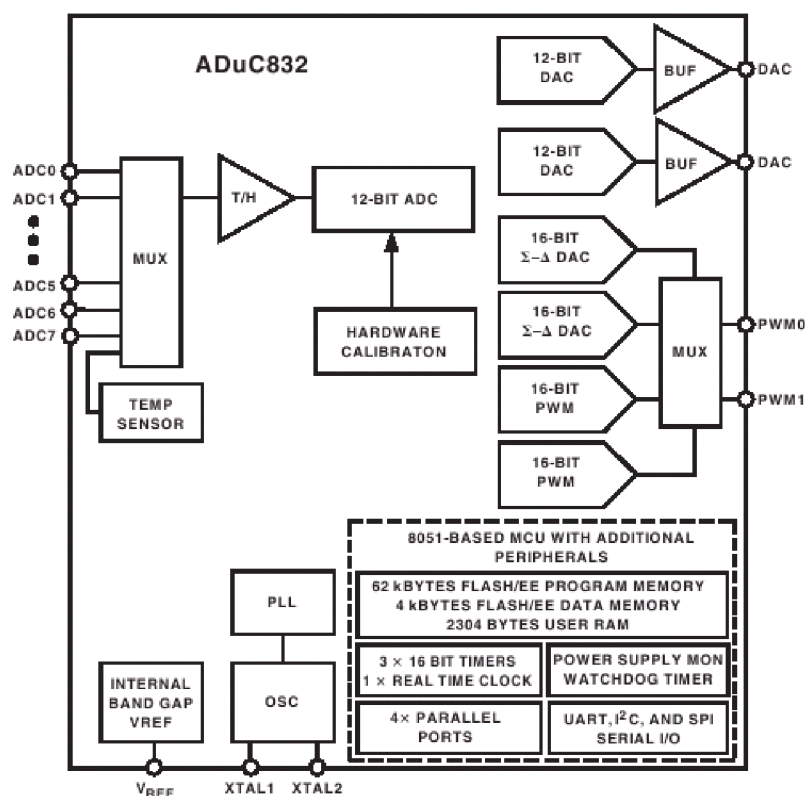 ADuC832
12-BIT
DAC
BUF
DAC
12-BIT
DAC
BUF
DAC
ADC0
ADC1
ADC5
ADC6
ADC7
MUX
T/H
12-BIT ADC
HARDWARE
CALIBRATON
TEMP
SENSOR
16-BIT
Σ–Δ DAC
16-BIT
Σ–Δ DAC
16-BIT
PWM
16-BIT
PWM
MUX
PWM0
PWM1
8051-BASED MCU WITH ADDITIONAL
PERIPHERALS
62 kBYTES FLASH/EE PROGRAM MEMORY
4 kBYTES FLASH/EE DATA MEMORY
2304 BYTES USER RAM
3 × 16 BIT TIMERS
1 × REAL TIME CLOCK
POWER SUPPLY MON
WATCHDOG TIMER
4× PARALLEL
PORTS
UART, I²C, AND SPI
SERIAL I/O
PLL
OSC
INTERNAL
BAND GAP
VREF
VREF
XTAL1
XTAL2